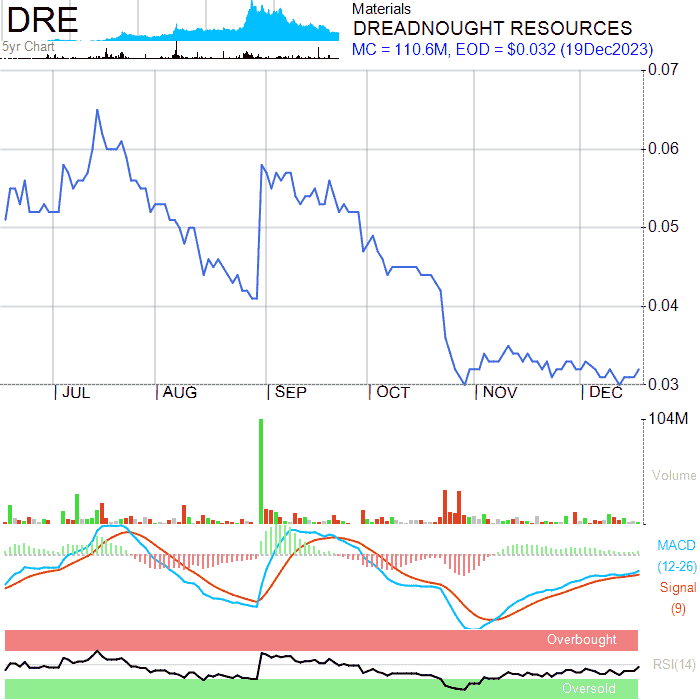 DRE
5yr Chart
Materials
DREADNOUGHT RESOURCES
MC = 110.6M, EOD = $0.032 (19Dec2023)
0.07
0.06
0.05
0.04
0.03
JUL AUG SEP OCT NOV DEC
104M
Volume
MACD
(12-26)
Signal
(9)
Overbought
RSI(14)
Oversold